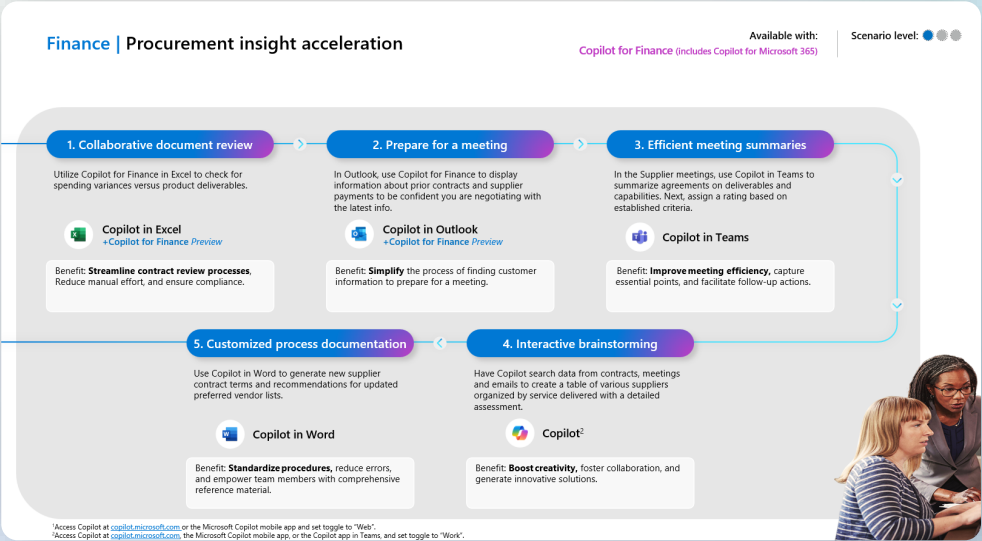 Finance | Procurement insight acceleration
Available with:
Copilot for Finance (includes Copilot for Microsoft 365)
Scenario level:
1. Collaborative document review
Utilize Copilot for Finance in Excel to check for
spending variances versus product deliverables.
Copilot in Excel
+Copilot for Finance Preview
Benefit: Streamline contract review processes,
Reduce manual effort, and ensure compliance.
2. Prepare for a meeting
In Outlook, use Copilot for Finance to display
information about prior contracts and supplier
payments to be confident you are negotiating with
the latest info.
Copilot in Outlook
+Copilot for Finance Preview
Benefit: Simplify the process of finding customer
information to prepare for a meeting.
3. Efficient meeting summaries
In the Supplier meetings, use Copilot in Teams to
summarize agreements on deliverables and
capabilities. Next, assign a rating based on
established criteria.
Copilot in Teams
Benefit: Improve meeting efficiency, capture
essential points, and facilitate follow-up actions.
4. Interactive brainstorming
Have Copilot search data from contracts, meetings
and emails to create a table of various suppliers
organized by service delivered with a detailed
assessment.
Copilot²
Benefit: Boost creativity, foster collaboration, and
generate innovative solutions.
5. Customized process documentation
Use Copilot in Word to generate new supplier
contract terms and recommendations for updated
preferred vendor lists.
Copilot in Word
Benefit: Standardize procedures, reduce errors,
and empower team members with comprehensive
reference material.
¹Access Copilot at copilot.microsoft.com or the Microsoft Copilot mobile app and set toggle to "Web".
²Access Copilot at copilot.microsoft.com, the Microsoft Copilot mobile app, or the Copilot app in Teams, and set toggle to "Work".